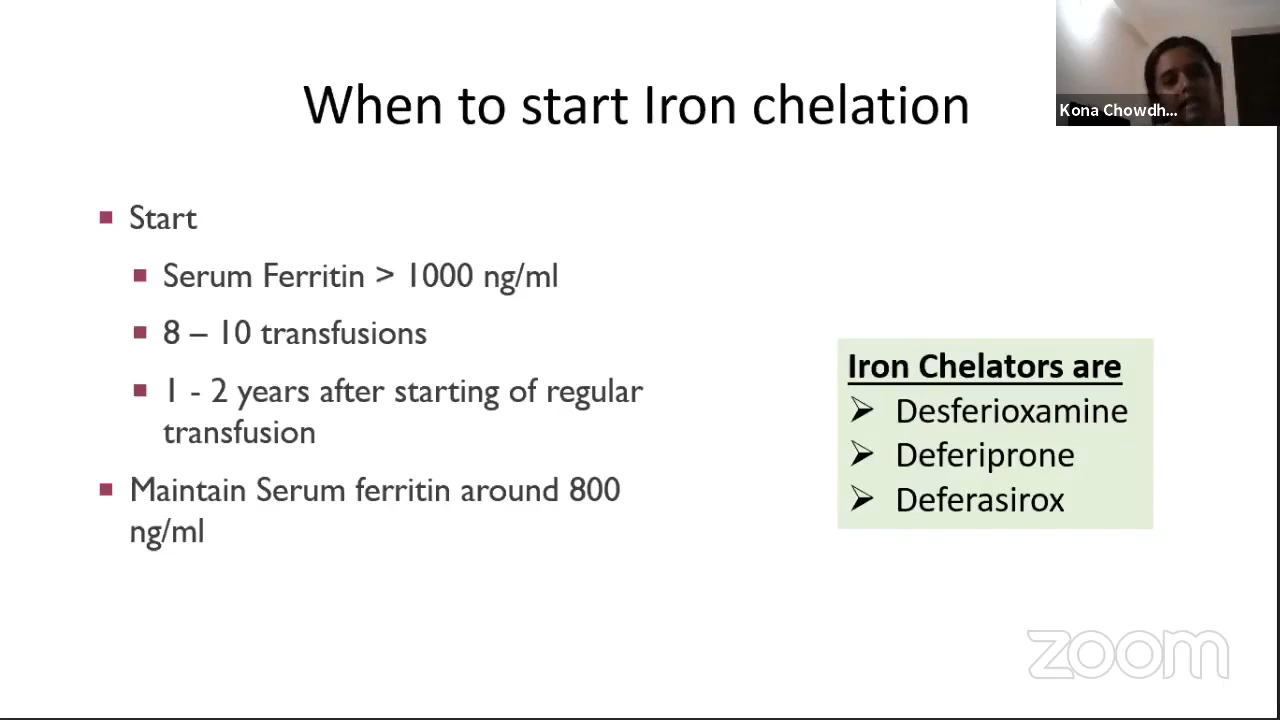 When to start Iron chelation
Kona Chowdh...
Start
Serum Ferritin > 1000 ng/ml
8 – 10 transfusions
1 - 2 years after starting of regular
transfusion
Maintain Serum ferritin around 800
ng/ml
Iron Chelators are
Desferioxamine
Deferiprone
Deferasirox
zoom